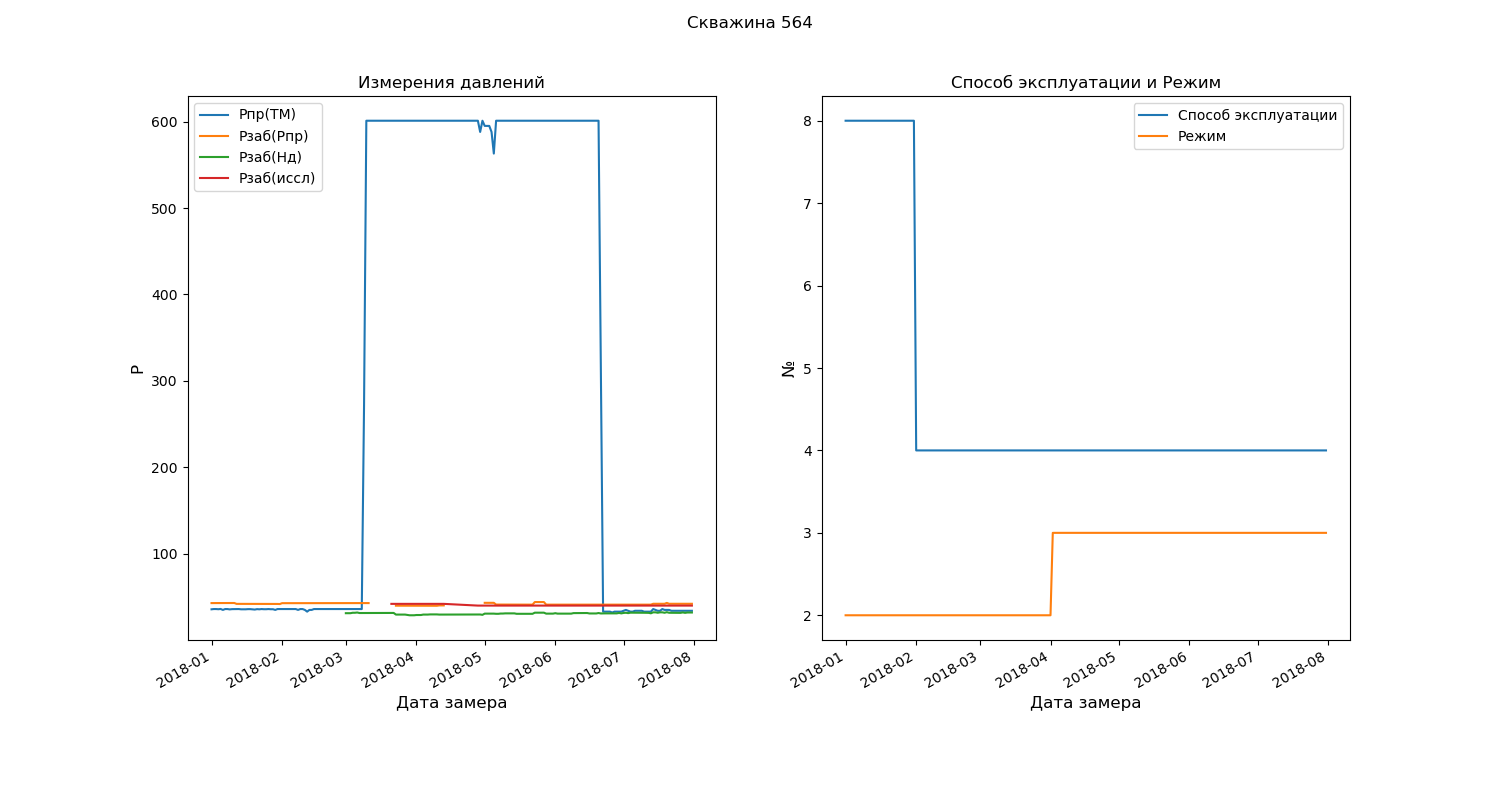 Скважина 564
Измерения давлений
Рпр(ТМ)
Рзаб(Рпр)
Рзаб(Нд)
Рзаб(иссл)
600
500
400
300
200
100
Р
2018-01
2018-02
2018-03
2018-04
2018-05
2018-06
2018-07
2018-08
Дата замера
Способ эксплуатации и Режим
Способ эксплуатации
Режим
8
7
6
5
4
3
2
№
2018-01
2018-02
2018-03
2018-04
2018-05
2018-06
2018-07
2018-08
Дата замера